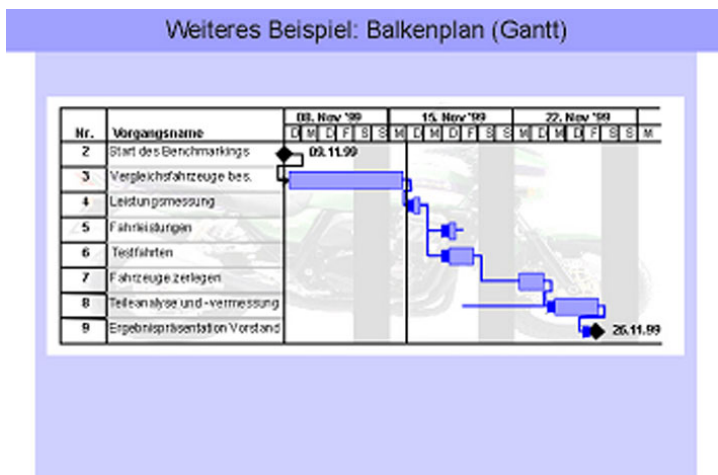 Weiteres Beispiel: Balkenplan (Gantt)
08. Nov '99 15. Nov '99 22. Nov '99
Nr. Vorgangsname D M D F S S M D M D F S S M D M D F S S M
2 Start des Benchmarkings 09.11.99
3 Vergleichsfahrzeuge bes.
4 Leistungsmessung
5 Fahrleistungen
6 Testfahrten
7 Fahrzeuge zerlegen
8 Teileanalyse und -vermessung
9 Ergebnispräsentation Vorstand 26.11.99